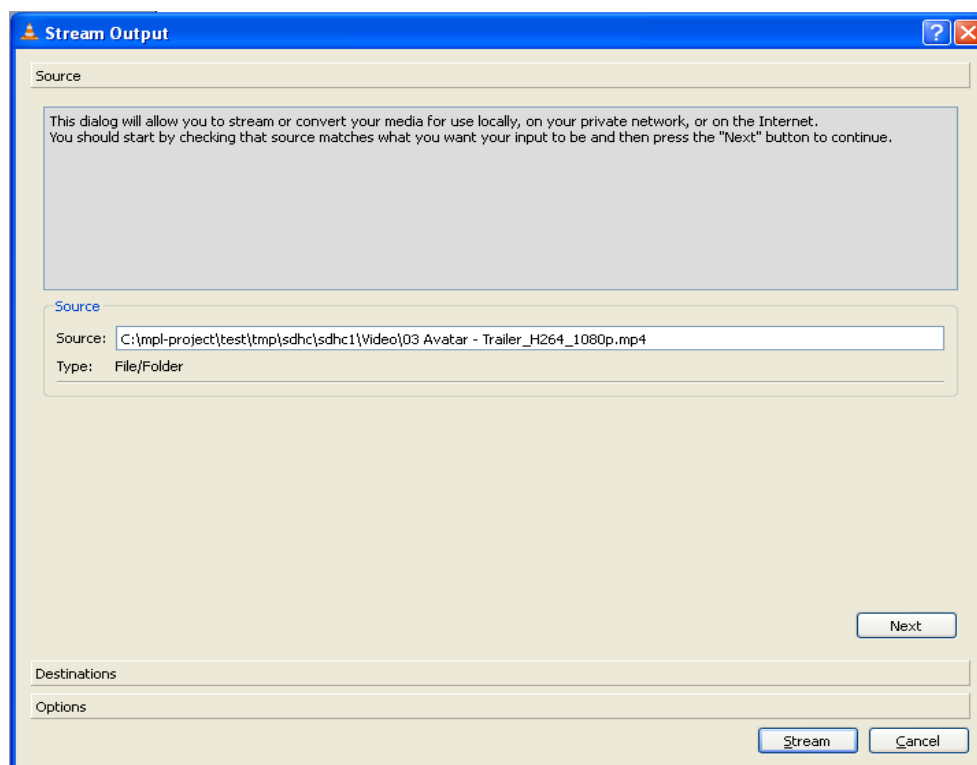 Stream Output
Source
This dialog will allow you to stream or convert your media for use locally, on your private network, or on the Internet.
You should start by checking that source matches what you want your input to be and then press the "Next" button to continue.
Source
Source: C:\mpl-project\test\tmp\sdhc\sdhc1\Video\03 Avatar - Trailer_H264_1080p.mp4
Type: File/Folder
Next
Destinations
Options
Stream Cancel